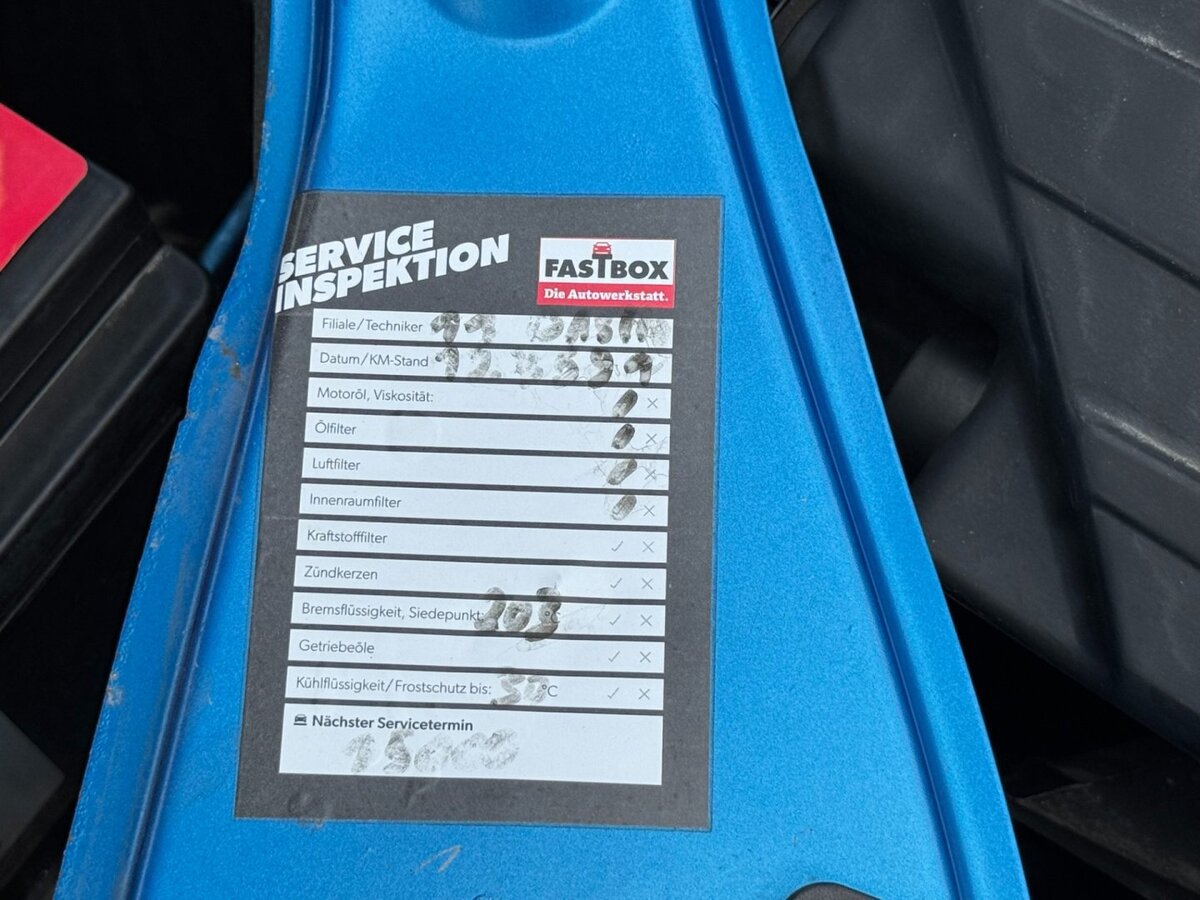 SERVICE
INSPEKTION
FASTBOX
Die Autowerkstatt.
Filiale/Techniker
Datum/KM-Stand
Motoröl, Viskosität: ×
Ölfilter ×
Luftfilter ×
Innenraumfilter ×
Kraftstofffilter ✓ ×
Zündkerzen ✓ ×
Bremsflüssigkeit, Siedepunkt: 203 °C ✓ ×
Getriebeöle ✓ ×
Kühlflüssigkeit/Frostschutz bis: °C ✓ ×
Nächster Servicetermin